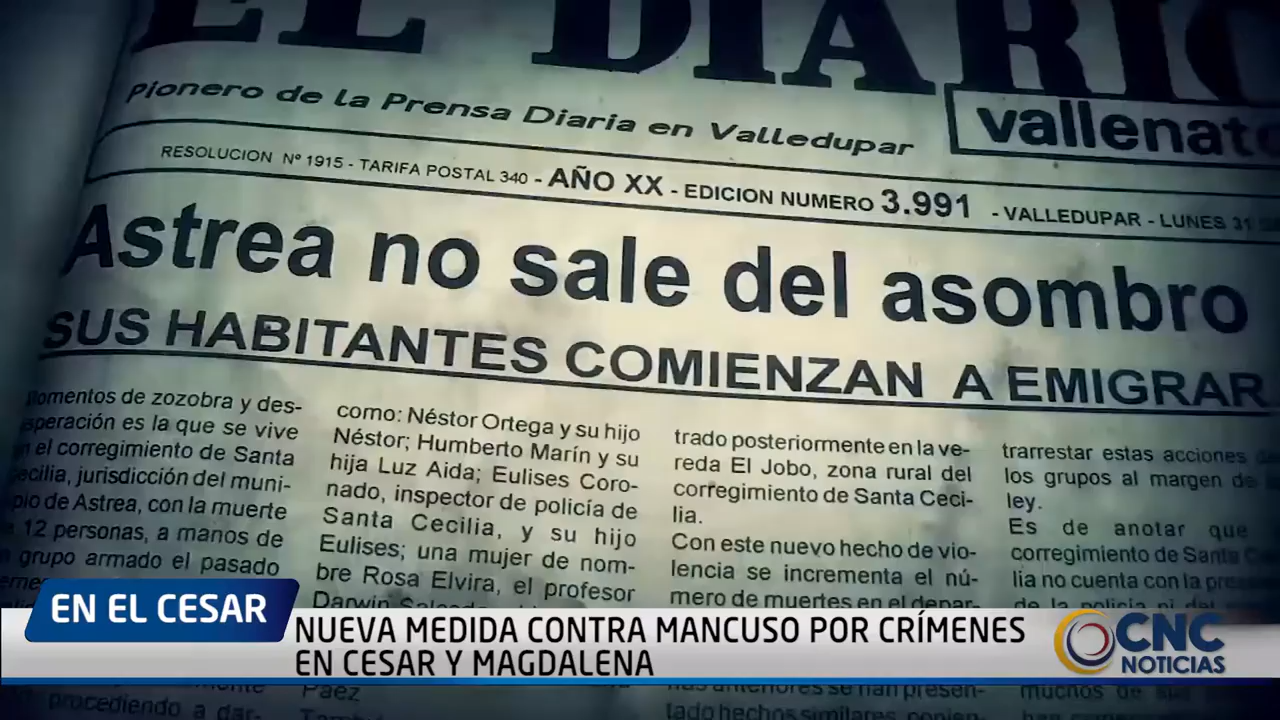 EL DIARIO
vallenato
Pionero de la Prensa Diaria en Valledupar
RESOLUCION Nº 1915 - TARIFA POSTAL 340 - AÑO XX - EDICION NUMERO 3.991 - VALLEDUPAR - LUNES 31
Astrea no sale del asombro
SUS HABITANTES COMIENZAN A EMIGRAR
Momentos de zozobra y des-
esperación es la que se vive
en el corregimiento de Santa
Cecilia, jurisdicción del muni-
cipio de Astrea, con la muerte
12 personas, a manos de
grupo armado el pasado
como: Néstor Ortega y su hijo
Néstor; Humberto Marín y su
hija Luz Aida; Eulises Coro-
nado, inspector de policía de
Santa Cecilia, y su hijo
Eulises; una mujer de nom-
bre Rosa Elvira, el profesor
Darwin
Páez
trado posteriormente en la ve-
reda El Jobo, zona rural del
corregimiento de Santa Ceci-
lia.
Con este nuevo hecho de vio-
lencia se incrementa el nú-
mero de muertes en el depar-
trarrestar estas acciones
los grupos al margen de
ley.
Es de anotar que
corregimiento de Santa
lia no cuenta con la
de la policía ni del
procediendo a dar-
EN EL CESAR
NUEVA MEDIDA CONTRA MANCUSO POR CRÍMENES
EN CESAR Y MAGDALENA
CNC
NOTICIAS